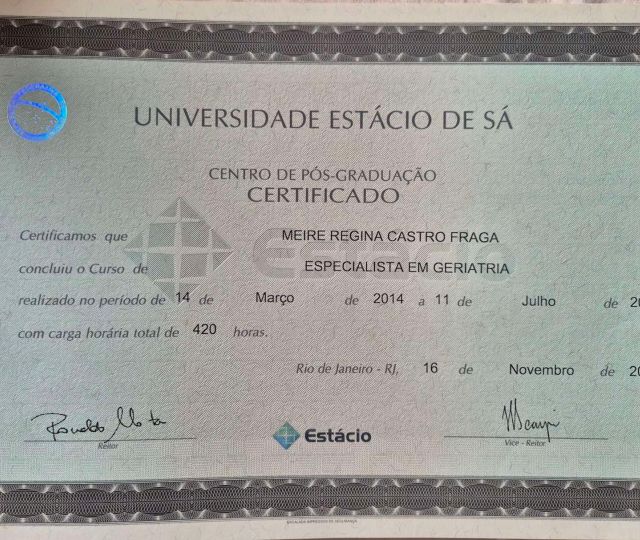 UNIVERSIDADE ESTÁCIO DE SÁ
CENTRO DE PÓS-GRADUAÇÃO
CERTIFICADO
Certificamos que MEIRE REGINA CASTRO FRAGA
concluiu o Curso de ESPECIALISTA EM GERIATRIA
realizado no período de 14 de Março de 2014 a 11 de Julho de 20
com carga horária total de 420 horas.
Rio de Janeiro - RJ, 16 de Novembro de 20
Reitor
Estácio
Vice - Reitor